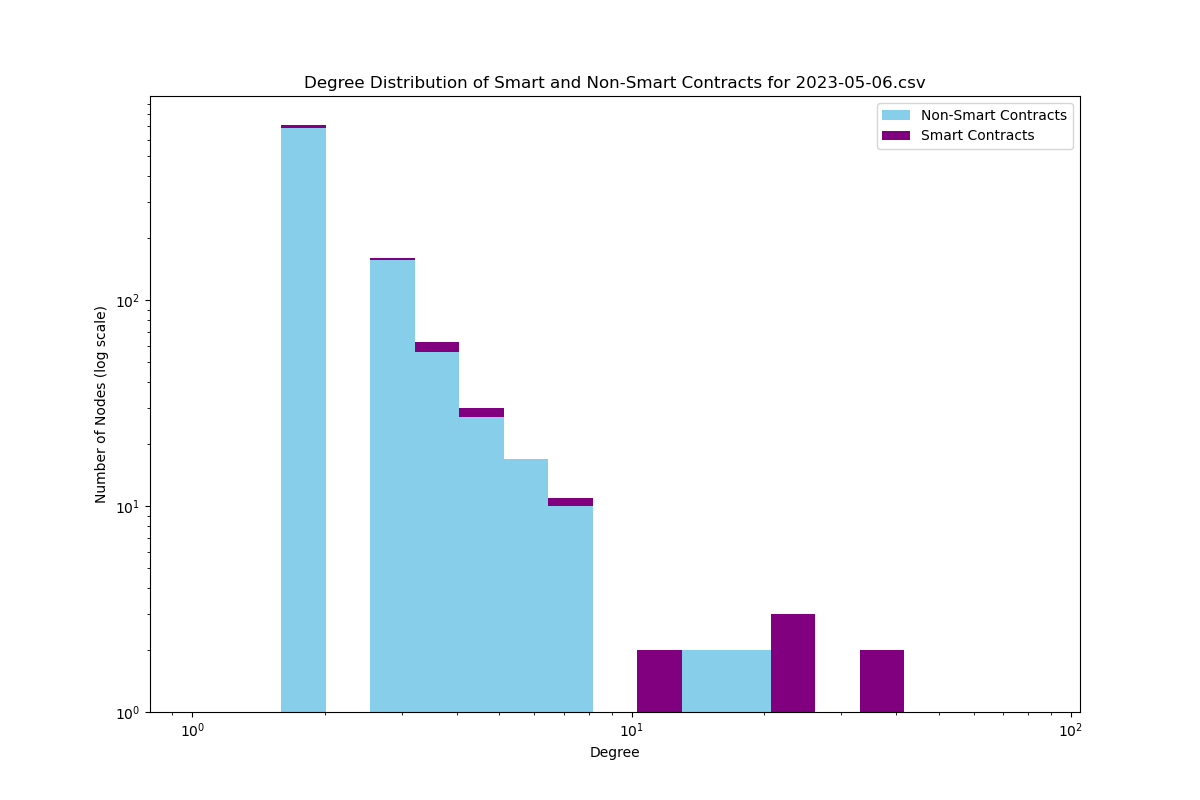 Degree Distribution of Smart and Non-Smart Contracts for 2023-05-06.csv
Non-Smart Contracts
Smart Contracts
Number of Nodes (log scale)
10²
10¹
10⁰
10⁰ 10¹ 10²
Degree